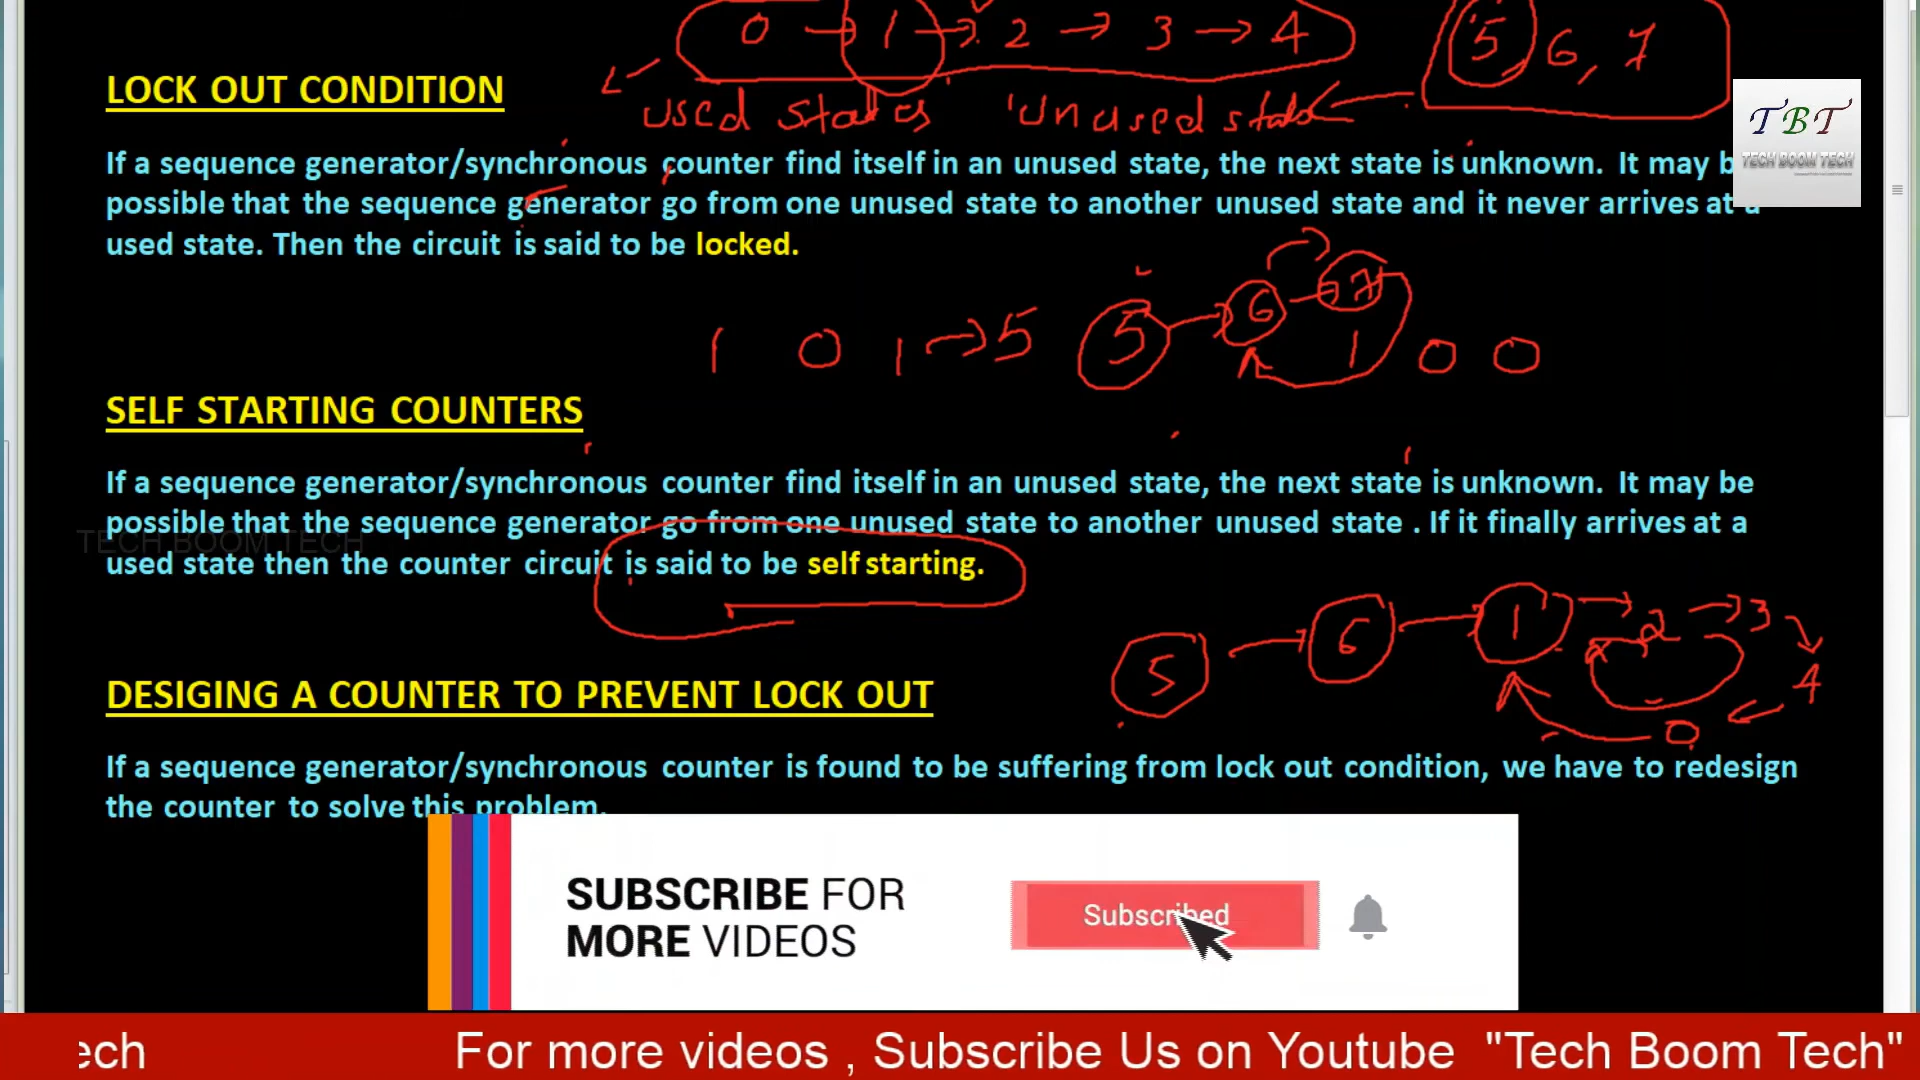 0 → 1 → 2 → 3 → 4
5 6, 7
LOCK OUT CONDITION
used states unused
TBT
TECH BOOM TECH
If a sequence generator/synchronous counter find itself in an unused state, the next state is unknown. It may b
possible that the sequence generator go from one unused state to another unused state and it never arrives at a
used state. Then the circuit is said to be locked.
1 0 1 → 5 5 → 6 → 7
1 0 0
SELF STARTING COUNTERS
If a sequence generator/synchronous counter find itself in an unused state, the next state is unknown. It may be
possible that the sequence generator go from one unused state to another unused state . If it finally arrives at a
TECH BOOM TECH
used state then the counter circuit is said to be self starting.
5 → 6 → 1 → 2 → 3
4
0
DESIGING A COUNTER TO PREVENT LOCK OUT
If a sequence generator/synchronous counter is found to be suffering from lock out condition, we have to redesign
the counter to solve this problem.
SUBSCRIBE FOR
MORE VIDEOS
Subscribed
ech For more videos , Subscribe Us on Youtube "Tech Boom Tech"